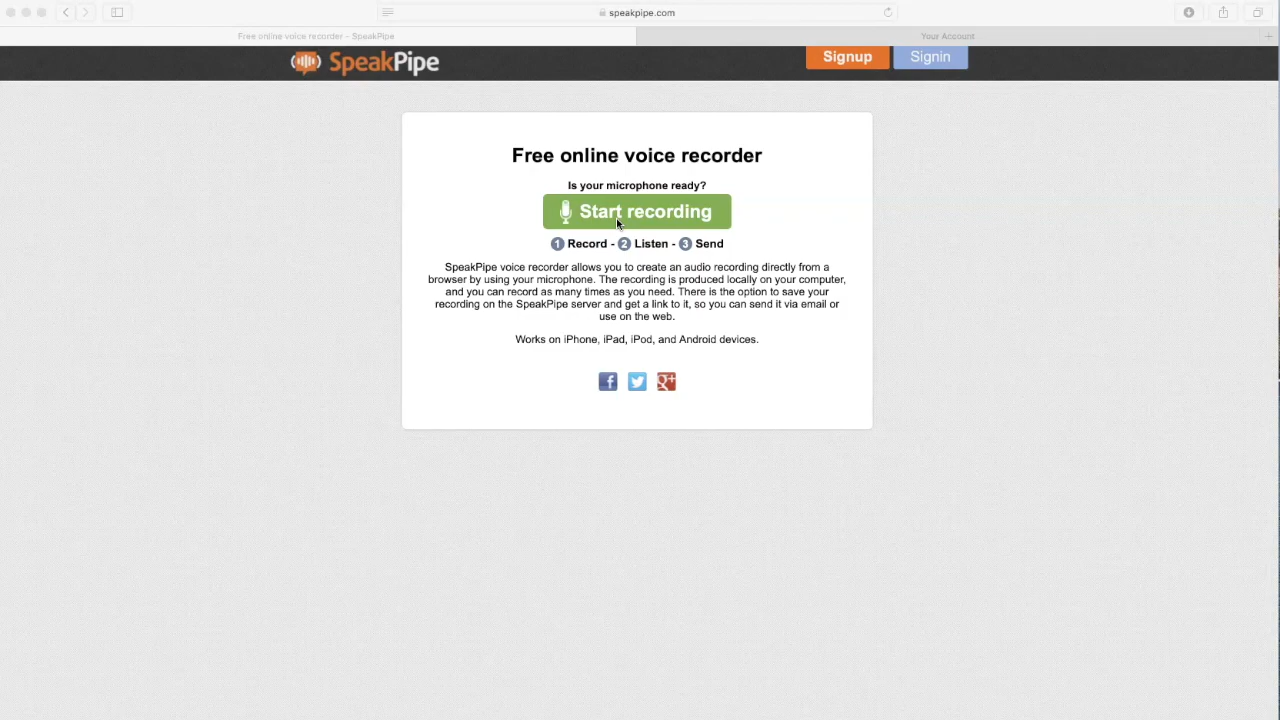 speakpipe.com
Free online voice recorder - SpeakPipe
Your Account
SpeakPipe
Signup
Signin
Free online voice recorder
Is your microphone ready?
Start recording
1 Record - 2 Listen - 3 Send
SpeakPipe voice recorder allows you to create an audio recording directly from a
browser by using your microphone. The recording is produced locally on your computer,
and you can record as many times as you need. There is the option to save your
recording on the SpeakPipe server and get a link to it, so you can send it via email or
use on the web.
Works on iPhone, iPad, iPod, and Android devices.
f g+